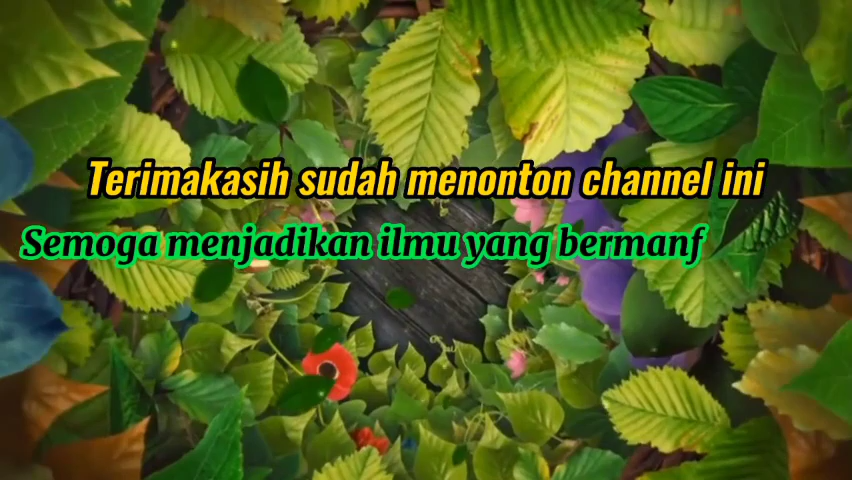 Terimakasih sudah menonton channel ini
Semoga menjadikan ilmu yang bermanf